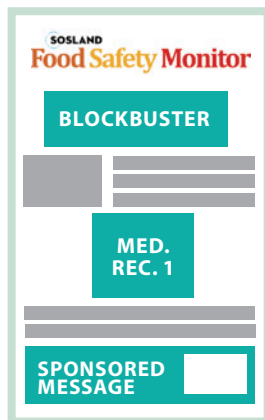 SOSLAND
Food Safety Monitor
BLOCKBUSTER
MED.
REC. 1
SPONSORED
MESSAGE